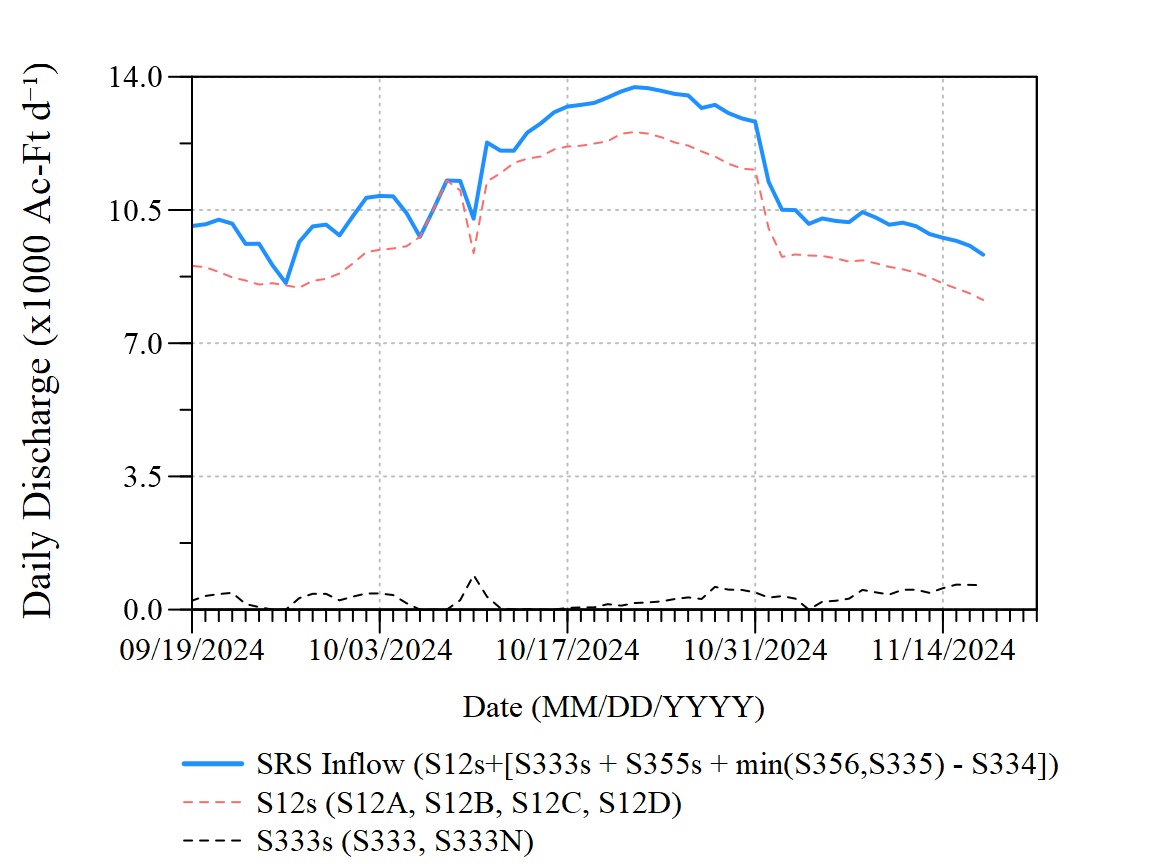 Daily Discharge (x1000 Ac-Ft d⁻¹)
14.0
10.5
7.0
3.5
0.0
09/19/2024 10/03/2024 10/17/2024 10/31/2024 11/14/2024
Date (MM/DD/YYYY)
SRS Inflow (S12s+[S333s + S355s + min(S356,S335) - S334])
S12s (S12A, S12B, S12C, S12D)
S333s (S333, S333N)